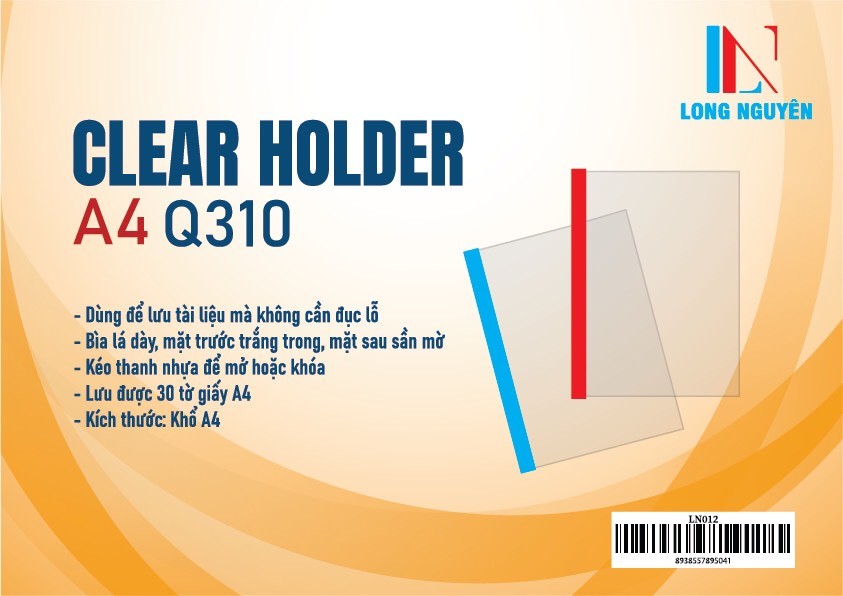 LN
LONG NGUYÊN
CLEAR HOLDER
A4 Q310
- Dùng để lưu tài liệu mà không cần đục lỗ
- Bìa lá dày, mặt trước trắng trong, mặt sau sần mờ
- Kéo thanh nhựa để mở hoặc khóa
- Lưu được 30 tờ giấy A4
- Kích thước: Khổ A4
LN012
8938557895041